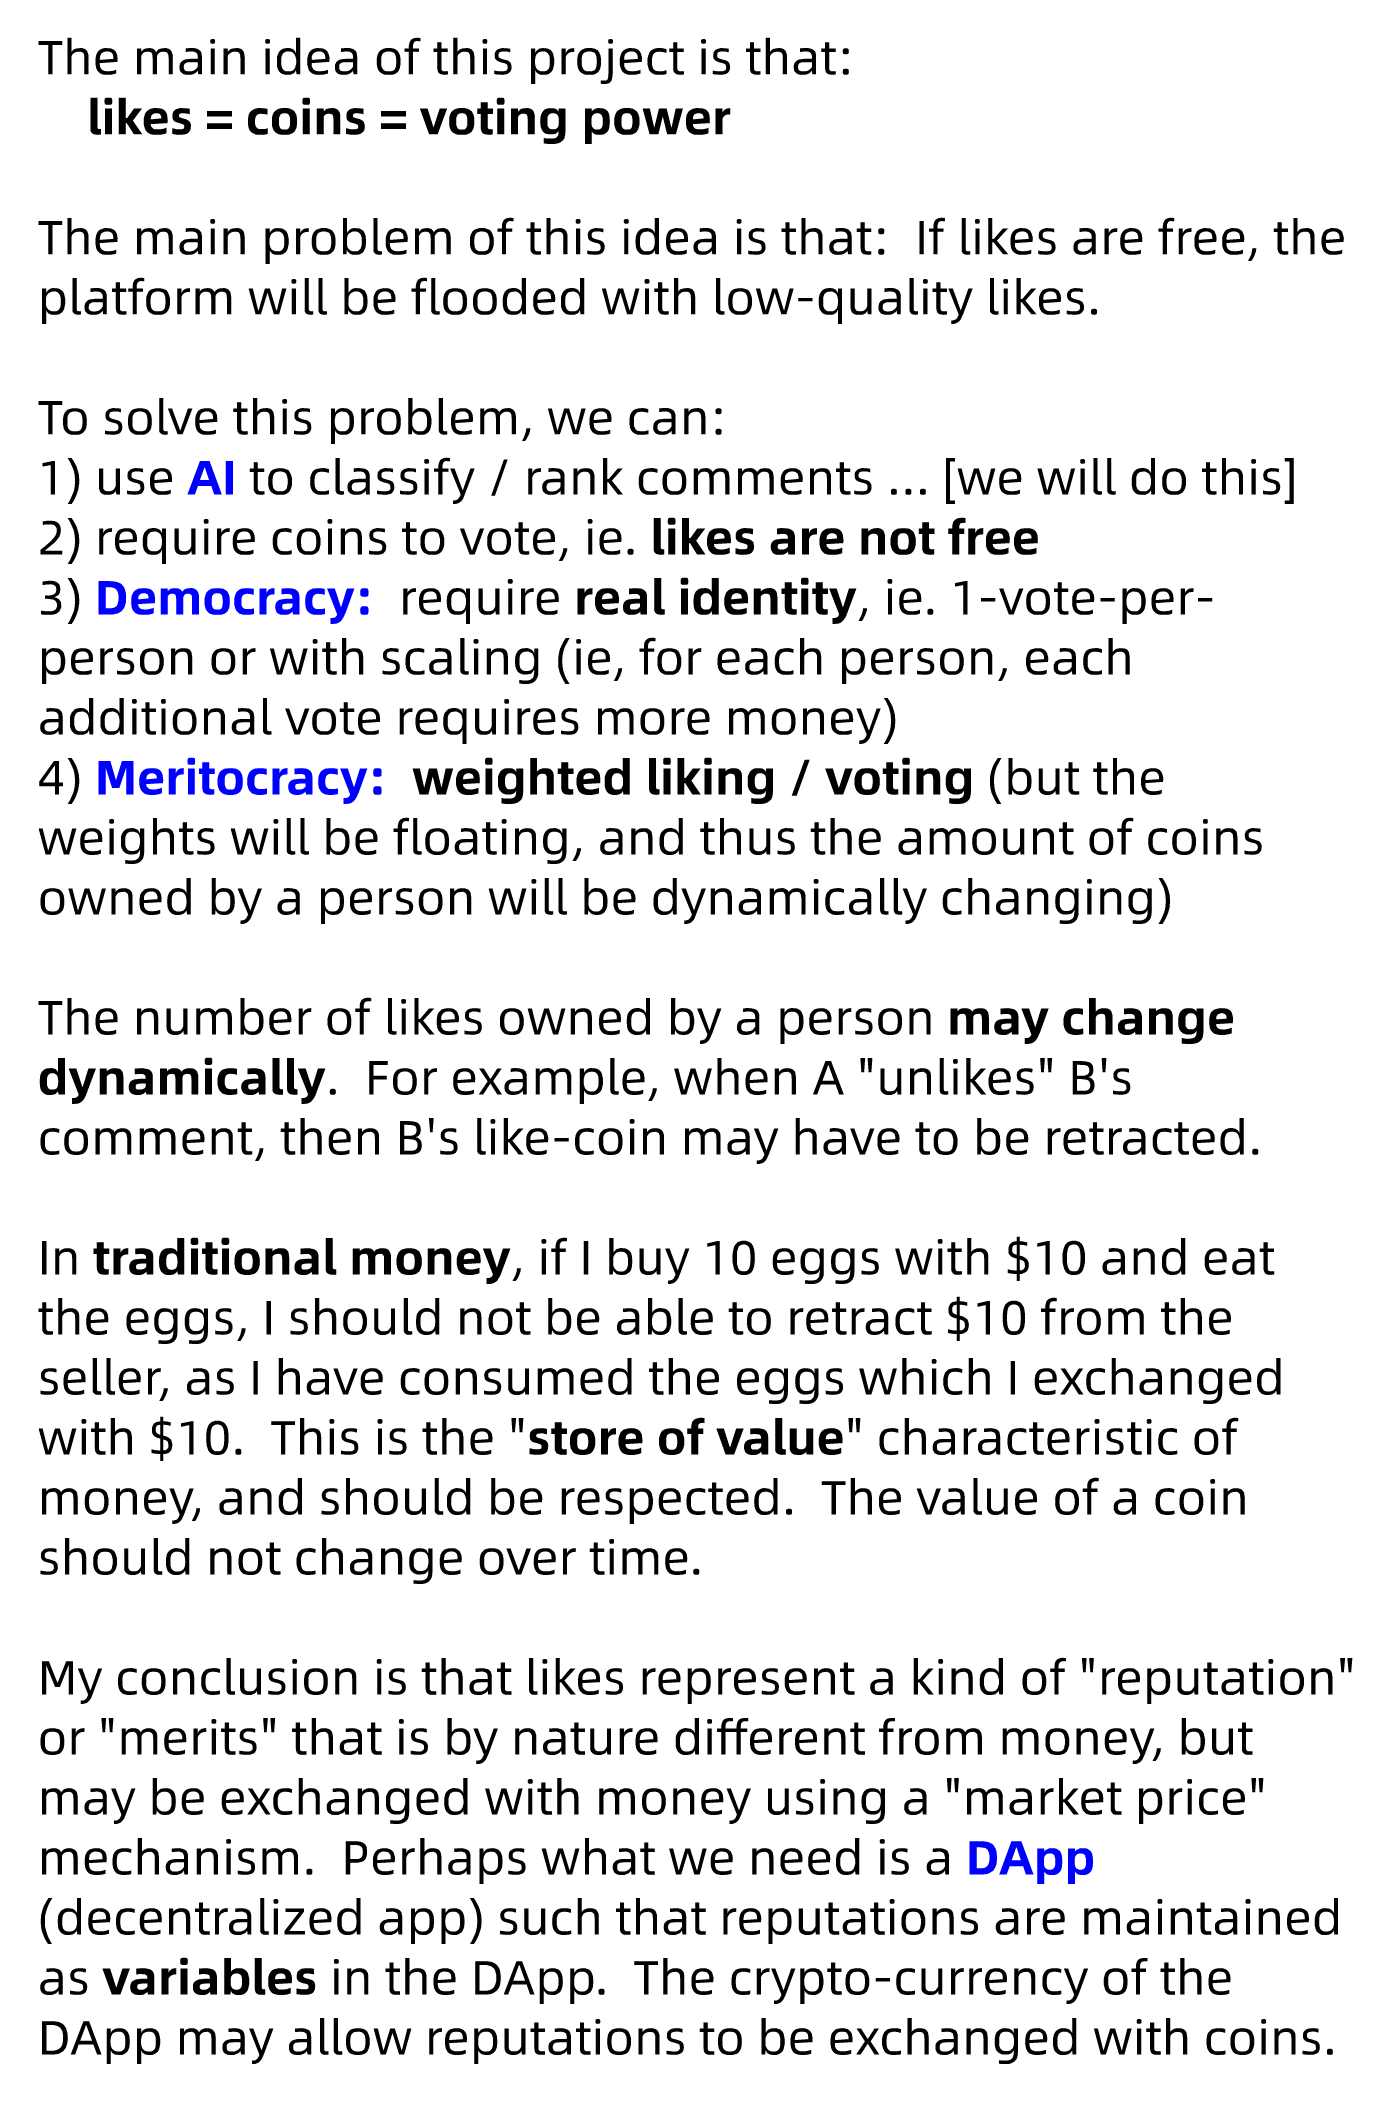 The main idea of this project is that:
likes = coins = voting power
The main problem of this idea is that:  If likes are free, the
platform will be flooded with low-quality likes.
To solve this problem, we can:
1) use AI to classify / rank comments ... [we will do this]
2) require coins to vote, ie. likes are not free
3) Democracy:  require real identity, ie. 1-vote-per-
person or with scaling (ie, for each person, each
additional vote requires more money)
4) Meritocracy:  weighted liking / voting (but the
weights will be floating, and thus the amount of coins
owned by a person will be dynamically changing)
The number of likes owned by a person may change
dynamically.  For example, when A "unlikes" B's
comment, then B's like-coin may have to be retracted.
In traditional money, if I buy 10 eggs with $10 and eat
the eggs, I should not be able to retract $10 from the
seller, as I have consumed the eggs which I exchanged
with $10.  This is the "store of value" characteristic of
money, and should be respected.  The value of a coin
should not change over time.
My conclusion is that likes represent a kind of "reputation"
or "merits" that is by nature different from money, but
may be exchanged with money using a "market price"
mechanism.  Perhaps what we need is a DApp
(decentralized app) such that reputations are maintained
as variables in the DApp.  The crypto-currency of the
DApp may allow reputations to be exchanged with coins.